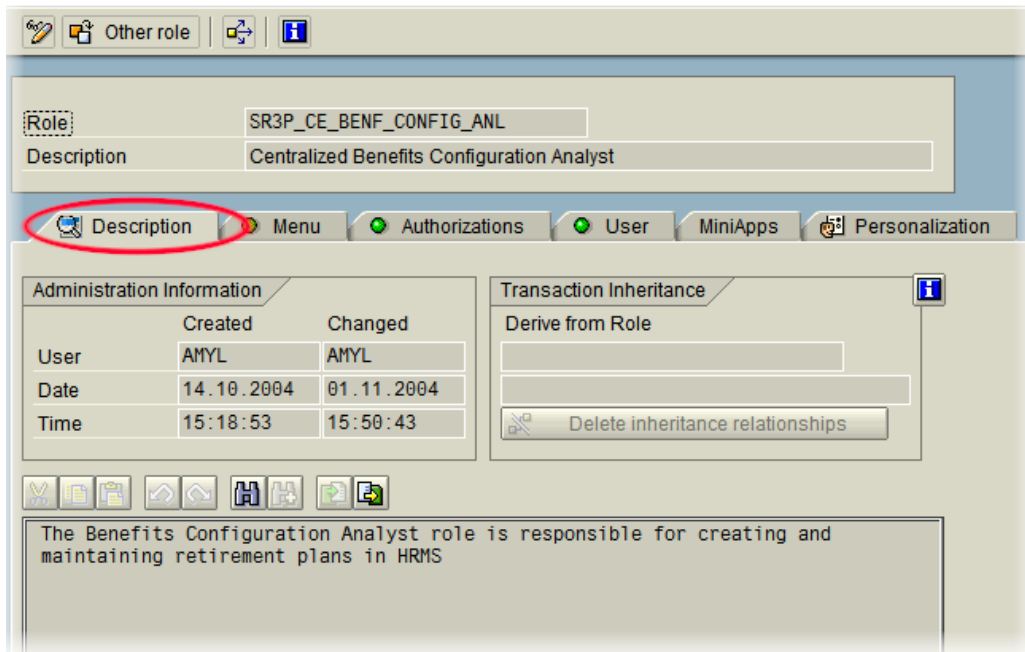 Other role
Role SR3P_CE_BENF_CONFIG_ANL
Description Centralized Benefits Configuration Analyst
Description Menu Authorizations User MiniApps Personalization
Administration Information
Created Changed
User AMYL AMYL
Date 14.10.2004 01.11.2004
Time 15:18:53 15:50:43
Transaction Inheritance
Derive from Role
Delete inheritance relationships
The Benefits Configuration Analyst role is responsible for creating and
maintaining retirement plans in HRMS